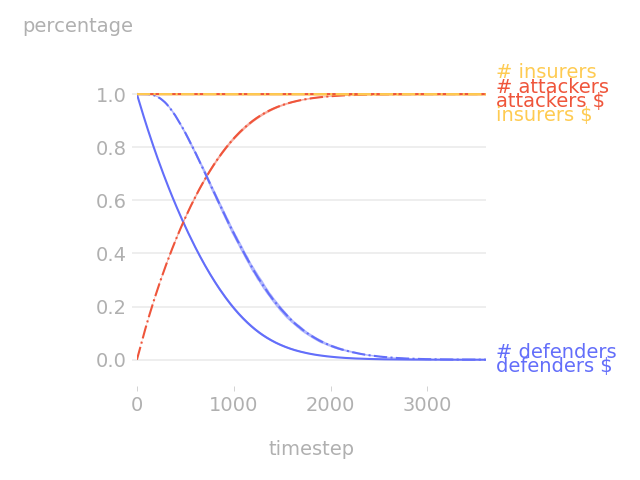 percentage
# insurers
# attackers
attackers $
insurers $
1.0
0.8
0.6
0.4
0.2
0.0
# defenders
defenders $
0
1000
2000
3000
timestep